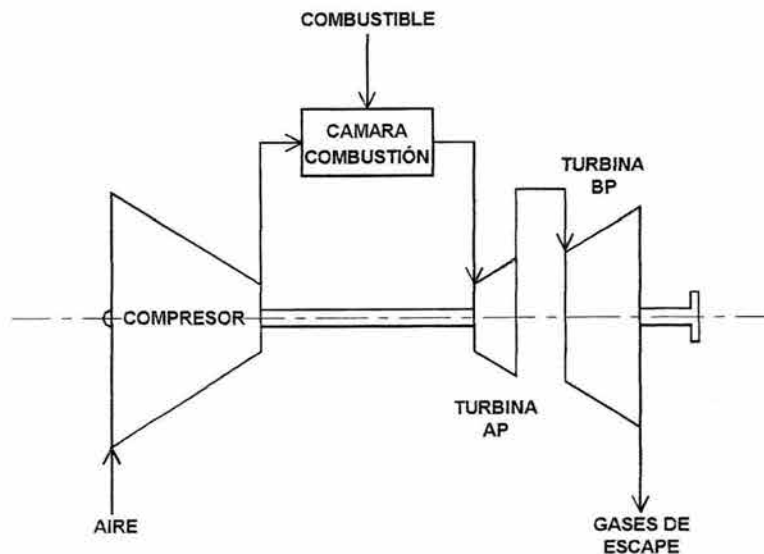 COMBUSTIBLE
CAMARA
COMBUSTIÓN
TURBINA
BP
COMPRESOR
TURBINA
AP
AIRE
GASES DE
ESCAPE